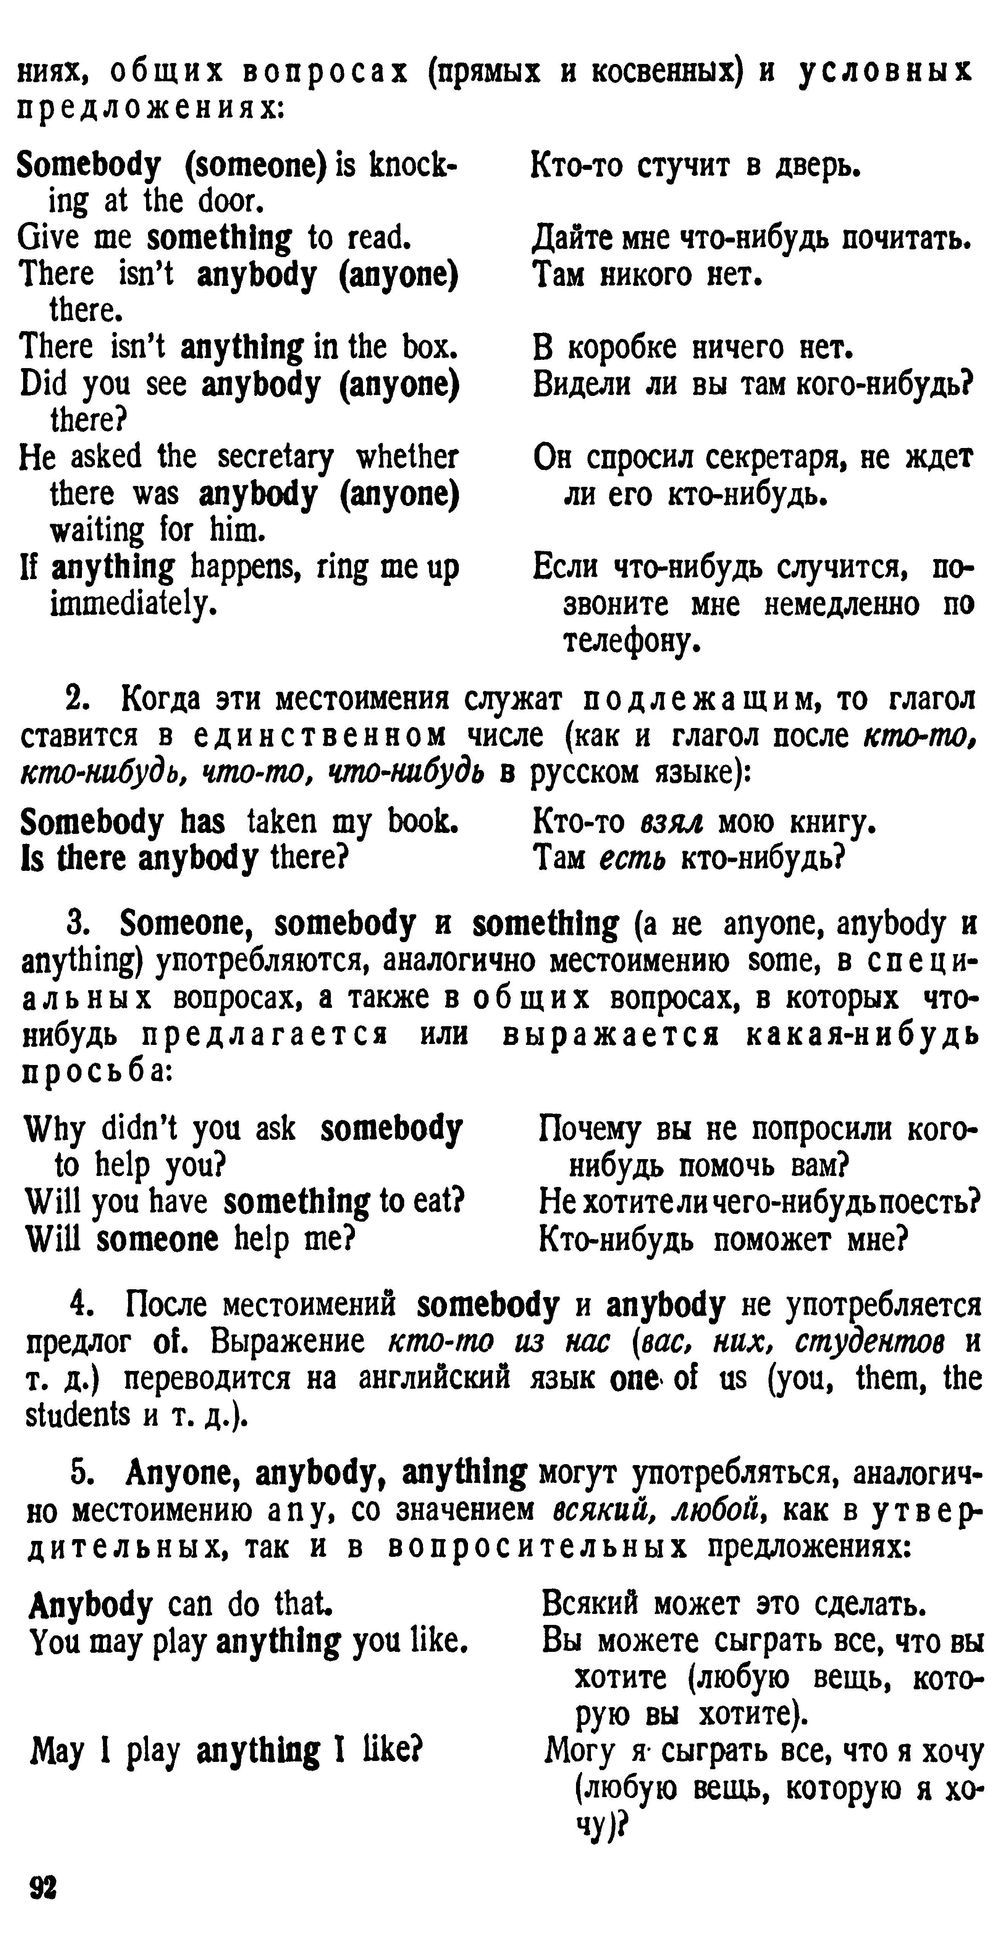 ниях, общих вопросах (прямых и косвенных) и условных
предложениях:
Somebody (someone) is knock- Кто-то стучит в дверь.
ing at the door.
Give me something to read. Дайте мне что-нибудь почитать.
There isn't anybody (anyone) Там никого нет.
there.
There isn't anything in the box. В коробке ничего нет.
Did you see anybody (anyone) Видели ли вы там кого-нибудь?
there?
He asked the secretary whether Он спросил секретаря, не ждет
there was anybody (anyone) ли его кто-нибудь.
waiting for him.
If anything happens, ring me up Если что-нибудь случится, по-
immediately. звоните мне немедленно по
телефону.
2. Когда эти местоимения служат подлежащим, то глагол
ставится в единственном числе (как и глагол после кто-то,
кто-нибудь, что-то, что-нибудь в русском языке):
Somebody has taken my book. Кто-то взял мою книгу.
Is there anybody there? Там есть кто-нибудь?
3. Someone, somebody и something (а не anyone, anybody и
anything) употребляются, аналогично местоимению some, в специ-
альных вопросах, а также в общих вопросах, в которых что-
нибудь предлагается или выражается какая-нибудь
просьба:
Why didn't you ask somebody Почему вы не попросили кого-
to help you? нибудь помочь вам?
Will you have something to eat? Не хотите ли чего-нибудь поесть?
Will someone help me? Кто-нибудь поможет мне?
4. После местоимений somebody и anybody не употребляется
предлог of. Выражение кто-то из нас (вас, них, студентов и
т. д.) переводится на английский язык one of us (you, them, the
students и т. д.).
5. Anyone, anybody, anything могут употребляться, аналогич-
но местоимению any, со значением всякий, любой, как в утвер-
дительных, так и в вопросительных предложениях:
Anybody can do that. Всякий может это сделать.
You may play anything you like. Вы можете сыграть все, что вы
хотите (любую вещь, кото-
рую вы хотите).
May I play anything I like? Могу я сыграть все, что я хочу
(любую вещь, которую я хо-
чу)?
92